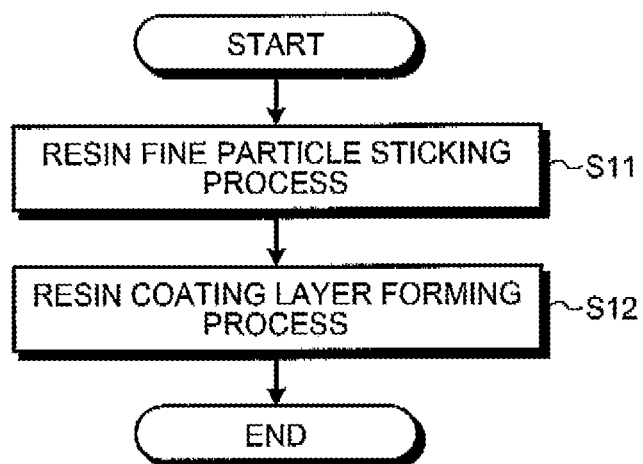 START
RESIN FINE PARTICLE STICKING
PROCESS
S11
RESIN COATING LAYER FORMING
PROCESS
S12
END